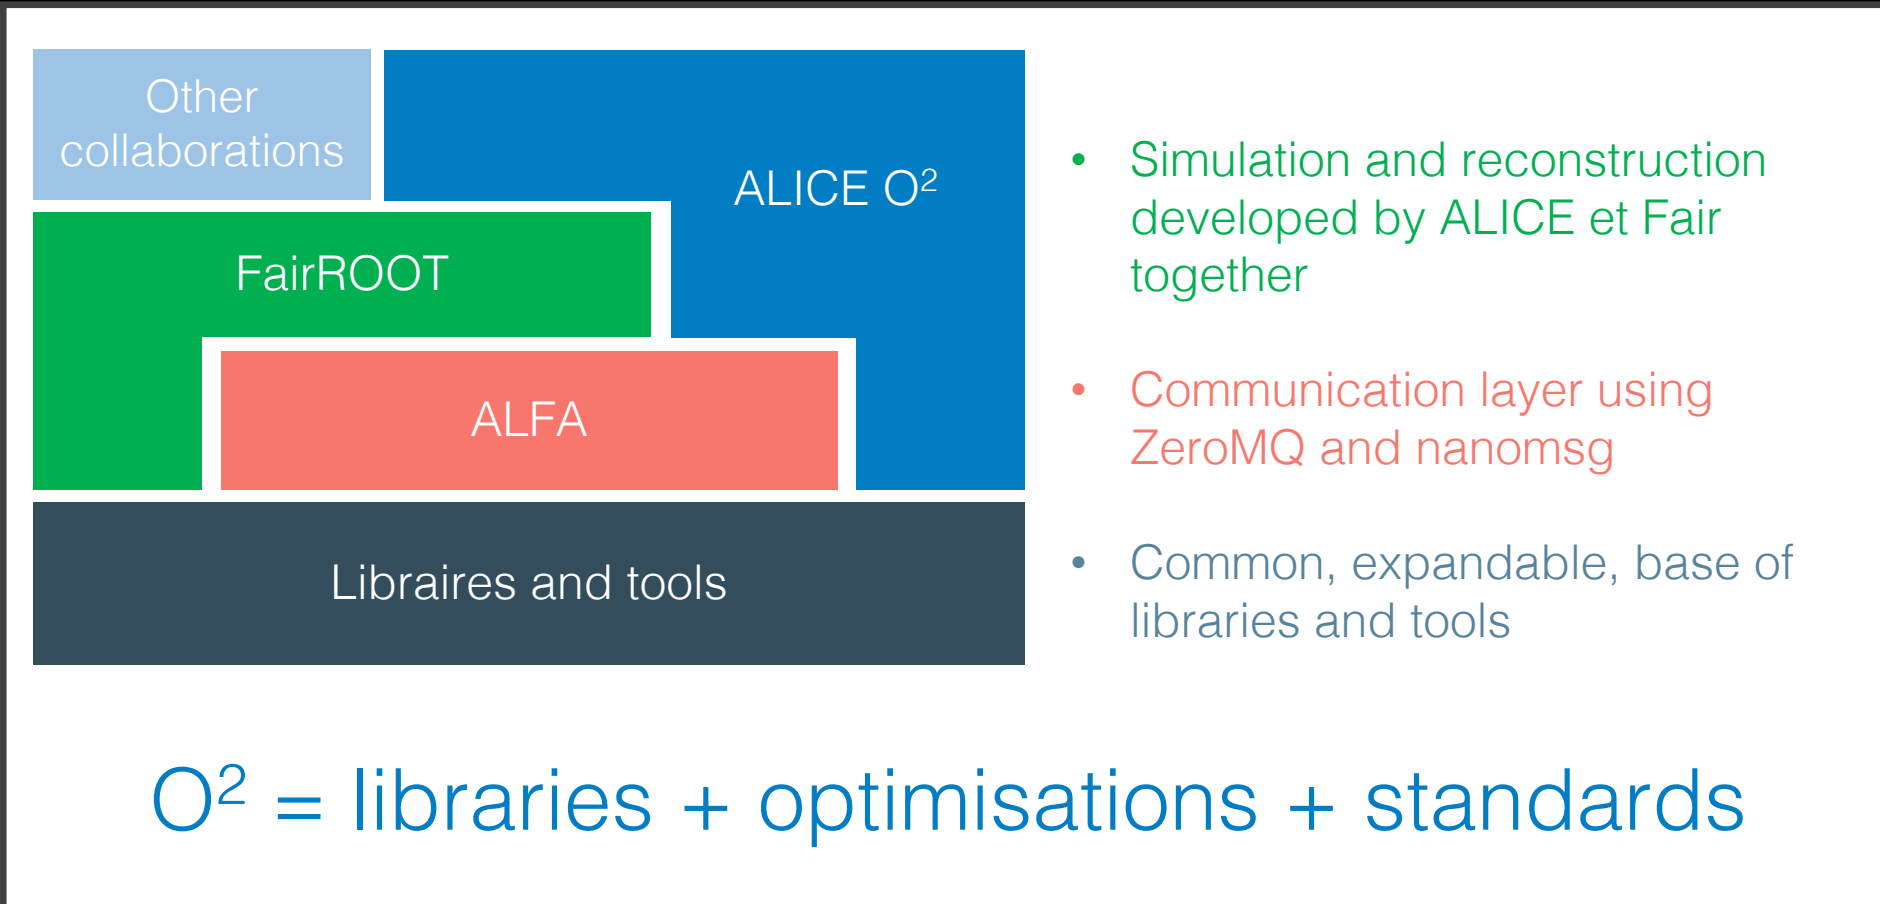 Other
collaborations
ALICE O²
FairROOT
ALFA
Libraires and tools
• Simulation and reconstruction
developed by ALICE et Fair
together
• Communication layer using
ZeroMQ and nanomsg
• Common, expandable, base of
libraries and tools
O² = libraries + optimisations + standards